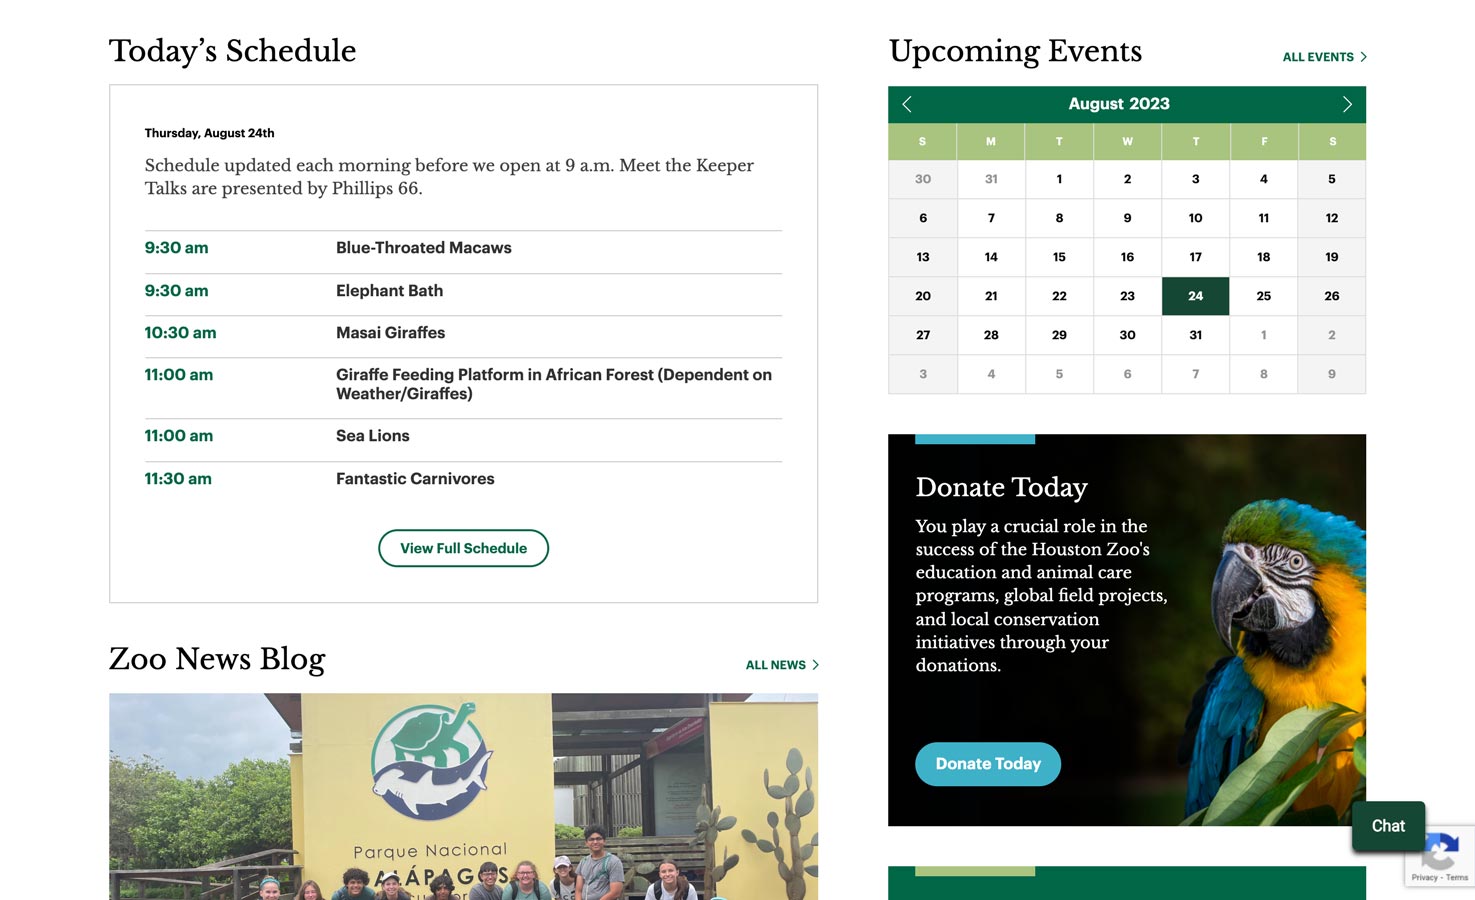 Today’s Schedule
Thursday, August 24th
Schedule updated each morning before we open at 9 a.m. Meet the Keeper
Talks are presented by Phillips 66.
9:30 am Blue-Throated Macaws
9:30 am Elephant Bath
10:30 am Masai Giraffes
11:00 am Giraffe Feeding Platform in African Forest (Dependent on
Weather/Giraffes)
11:00 am Sea Lions
11:30 am Fantastic Carnivores
View Full Schedule
Zoo News Blog
ALL NEWS
Parque Nacional
Upcoming Events
ALL EVENTS
August 2023
S M T W T F S
30 31 1 2 3 4 5
6 7 8 9 10 11 12
13 14 15 16 17 18 19
20 21 22 23 24 25 26
27 28 29 30 31 1 2
3 4 5 6 7 8 9
Donate Today
You play a crucial role in the
success of the Houston Zoo's
education and animal care
programs, global field projects,
and local conservation
initiatives through your
donations.
Donate Today
Chat
Privacy - Terms